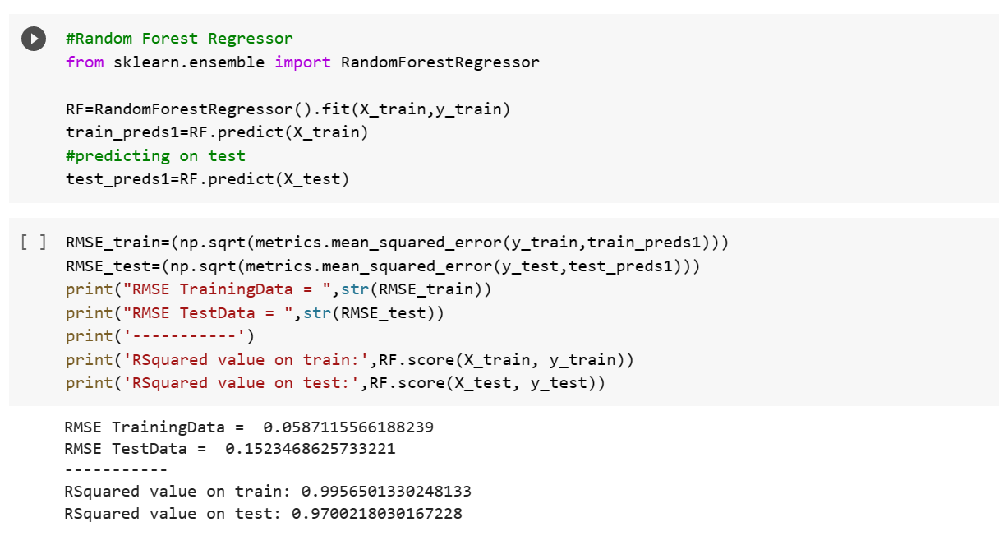 #Random Forest Regressor
from sklearn.ensemble import RandomForestRegressor
RF=RandomForestRegressor().fit(X_train,y_train)
train_preds1=RF.predict(X_train)
#predicting on test
test_preds1=RF.predict(X_test)
[ ] RMSE_train=(np.sqrt(metrics.mean_squared_error(y_train,train_preds1)))
RMSE_test=(np.sqrt(metrics.mean_squared_error(y_test,test_preds1)))
print("RMSE TrainingData = ",str(RMSE_train))
print("RMSE TestData = ",str(RMSE_test))
print('-----------')
print('RSquared value on train:',RF.score(X_train, y_train))
print('RSquared value on test:',RF.score(X_test, y_test))
RMSE TrainingData =  0.0587115566188239
RMSE TestData =  0.1523468625733221
-----------
RSquared value on train: 0.9956501330248133
RSquared value on test: 0.9700218030167228